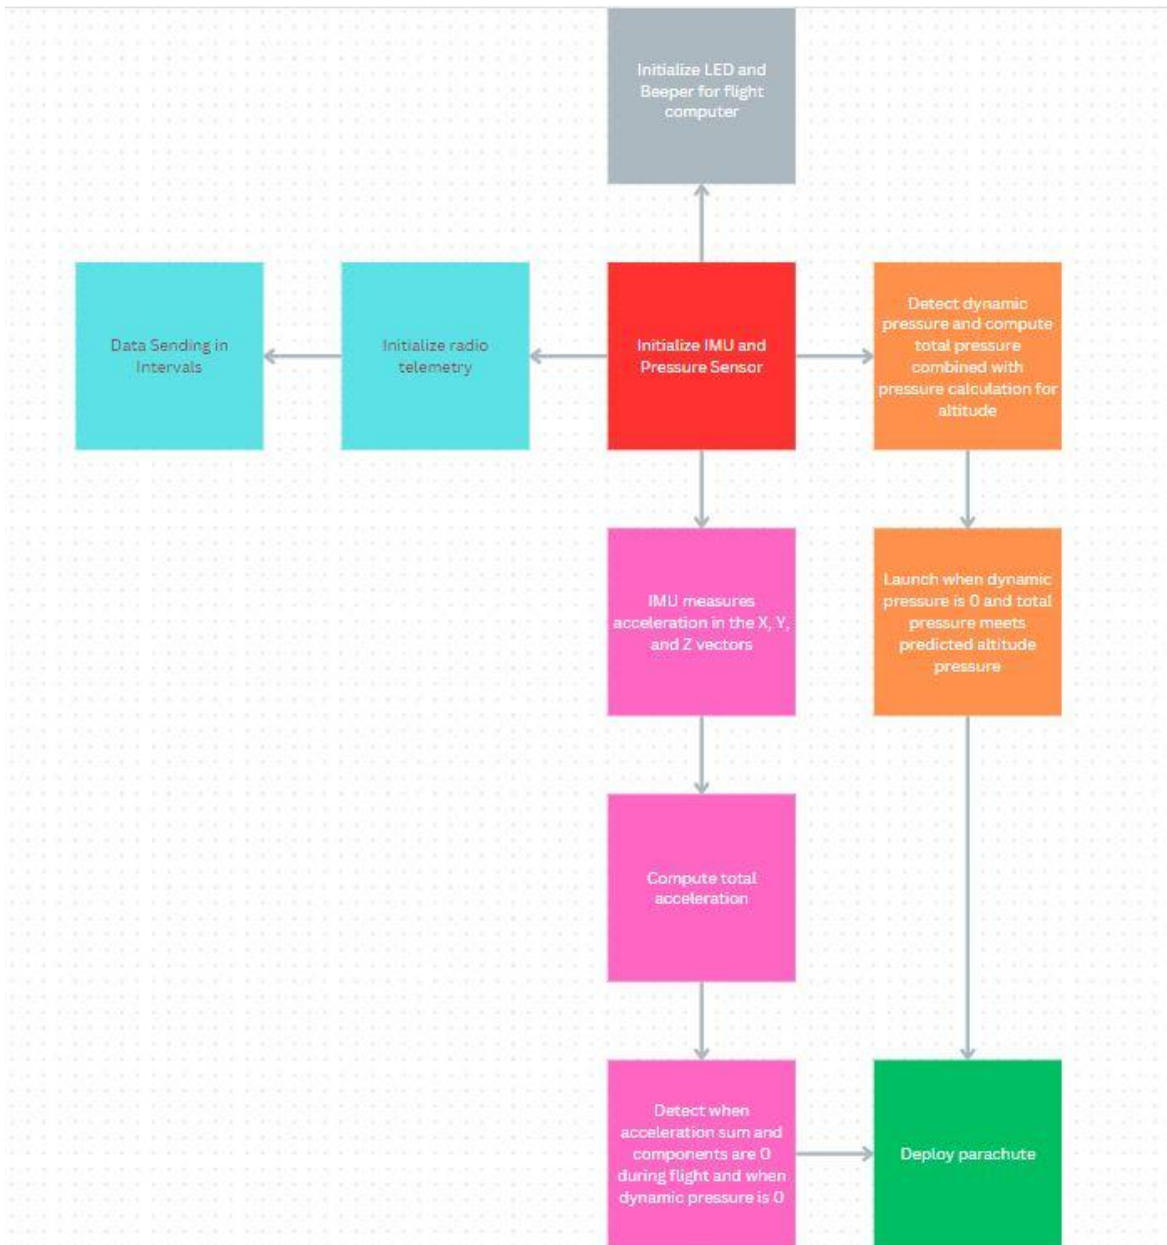 Initialize LED and
Beeper for flight
computer
Data Sending in
Intervals
Initialize radio
telemetry
Initialize IMU and
Pressure Sensor
Detect dynamic
pressure and compute
total pressure
combined with
pressure calculation for
altitude
IMU measures
acceleration in the X, Y,
and Z vectors
Launch when dynamic
pressure is 0 and total
pressure meets
predicted altitude
pressure
Compute total
acceleration
Detect when
acceleration sum and
components are 0
during flight and when
dynamic pressure is 0
Deploy parachute